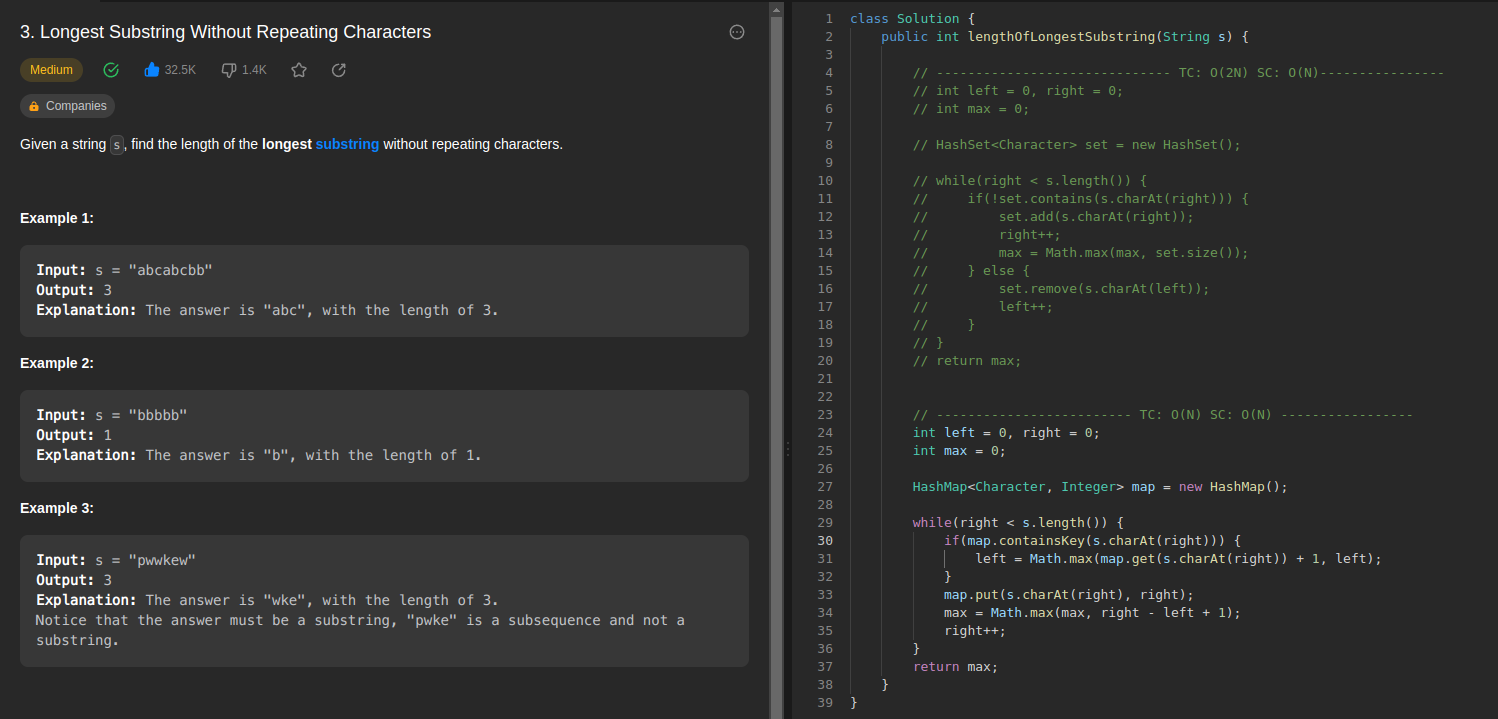 3. Longest Substring Without Repeating Characters
Medium 32.5K 1.4K
Companies
Given a string s, find the length of the longest substring without repeating characters.
Example 1:
Input: s = "abcabcbb"
Output: 3
Explanation: The answer is "abc", with the length of 3.
Example 2:
Input: s = "bbbbb"
Output: 1
Explanation: The answer is "b", with the length of 1.
Example 3:
Input: s = "pwwkew"
Output: 3
Explanation: The answer is "wke", with the length of 3.
Notice that the answer must be a substring, "pwke" is a subsequence and not a
substring.
1 class Solution {
2     public int lengthOfLongestSubstring(String s) {
3
4         // ------------------------------ TC: O(2N) SC: O(N)----------------
5         // int left = 0, right = 0;
6         // int max = 0;
7
8         // HashSet<Character> set = new HashSet();
9
10         // while(right < s.length()) {
11         //     if(!set.contains(s.charAt(right))) {
12         //         set.add(s.charAt(right));
13         //         right++;
14         //         max = Math.max(max, set.size());
15         //     } else {
16         //         set.remove(s.charAt(left));
17         //         left++;
18         //     }
19         // }
20         // return max;
21
22
23         // ------------------------- TC: O(N) SC: O(N) -----------------
24         int left = 0, right = 0;
25         int max = 0;
26
27         HashMap<Character, Integer> map = new HashMap();
28
29         while(right < s.length()) {
30             if(map.containsKey(s.charAt(right))) {
31                 left = Math.max(map.get(s.charAt(right)) + 1, left);
32             }
33             map.put(s.charAt(right), right);
34             max = Math.max(max, right - left + 1);
35             right++;
36         }
37         return max;
38     }
39 }